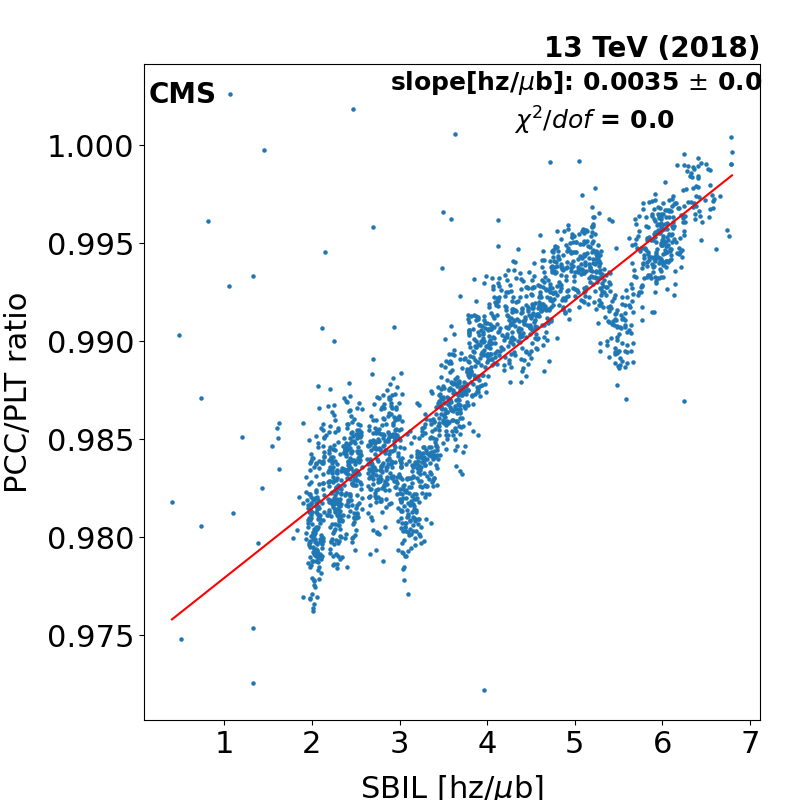 13 TeV (2018)
CMS
slope[hz/μb]: 0.0035 ± 0.0
χ²/dof = 0.0
PCC/PLT ratio
1.000
0.995
0.990
0.985
0.980
0.975
1 2 3 4 5 6 7
SBIL [hz/μb]